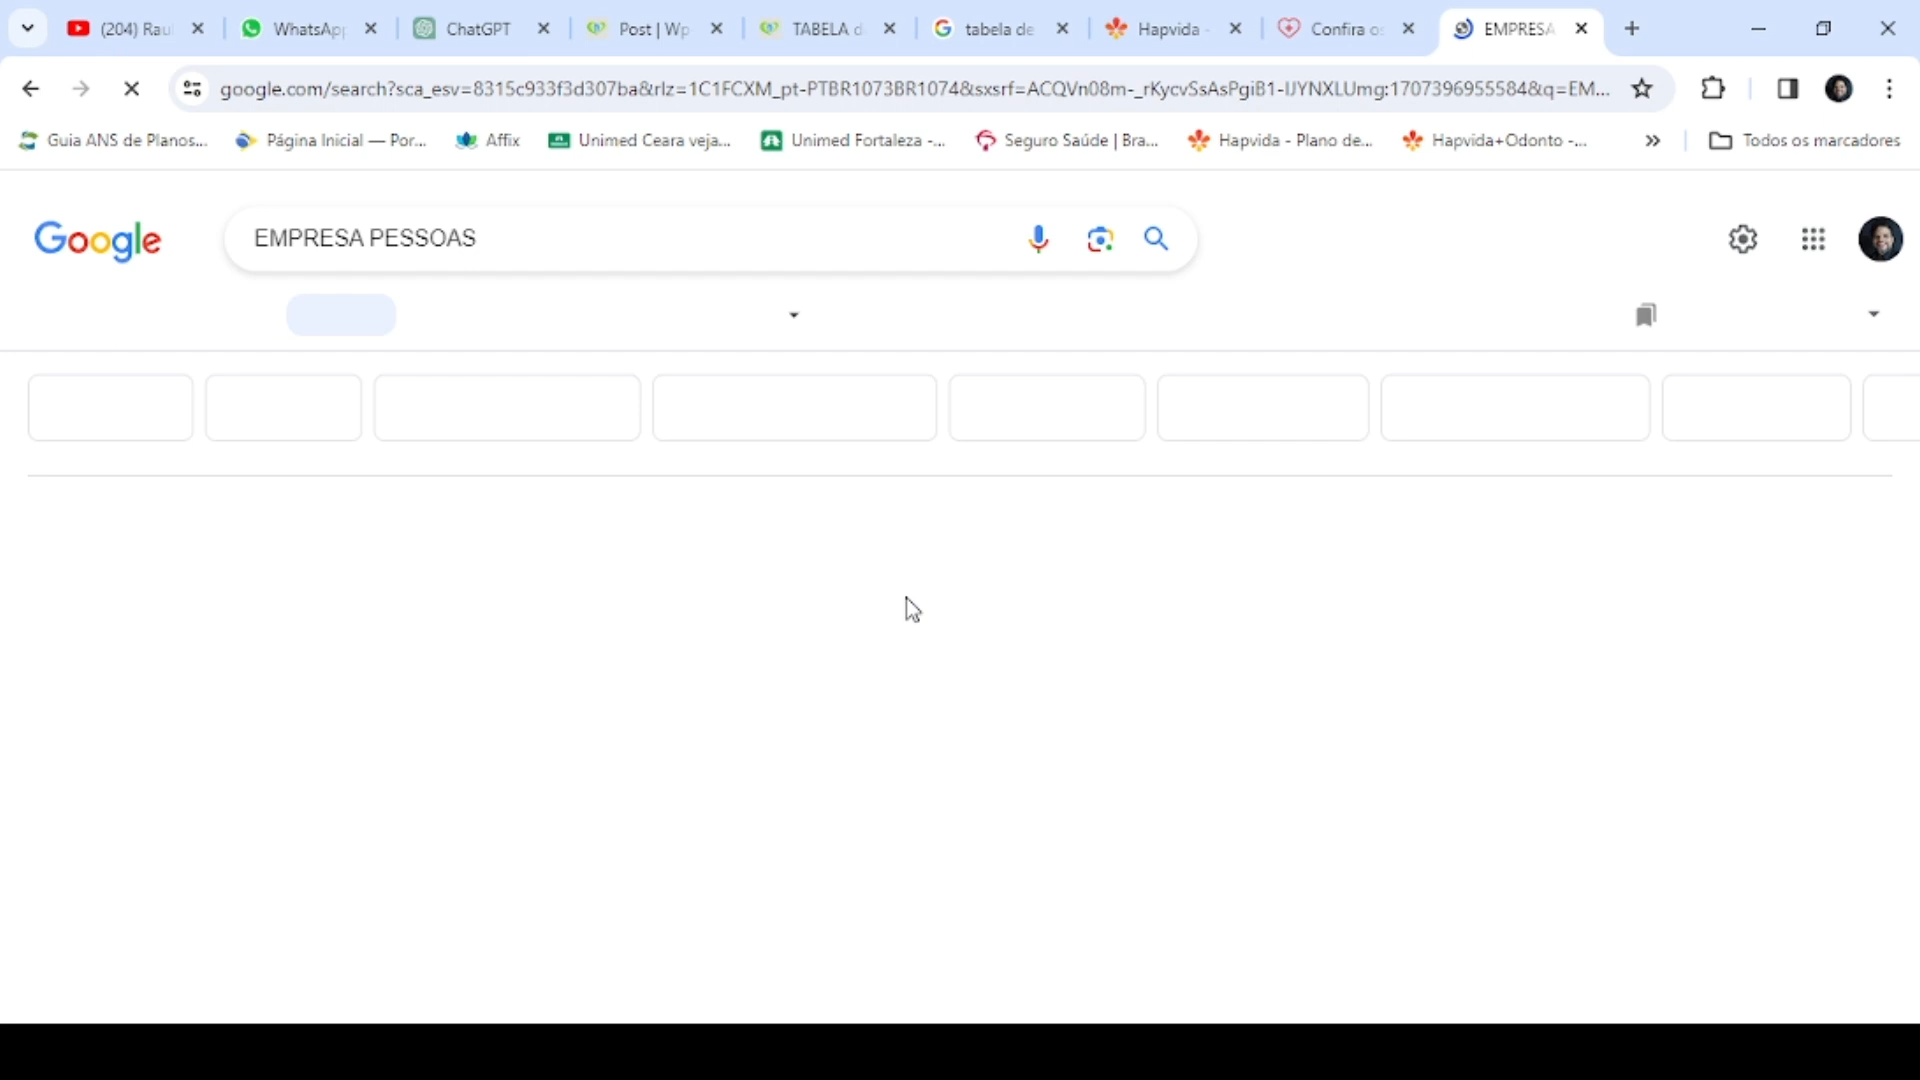 (204) Rau
WhatsApp
ChatGPT
Post | Wp
TABELA d
tabela de
Hapvida -
Confira os
EMPRESA
google.com/search?sca_esv=8315c933f3d307ba&rlz=1C1FCXM_pt-PTBR1073BR1074&sxsrf=ACQVn08m-_rKycvSsAsPgiB1-IJYNXLUmg:1707396955584&q=EM...
Guia ANS de Planos...
Página Inicial — Por...
Affix
Unimed Ceara veja...
Unimed Fortaleza -...
Seguro Saúde | Bra...
Hapvida - Plano de...
Hapvida+Odonto -...
Todos os marcadores
Google
EMPRESA PESSOAS